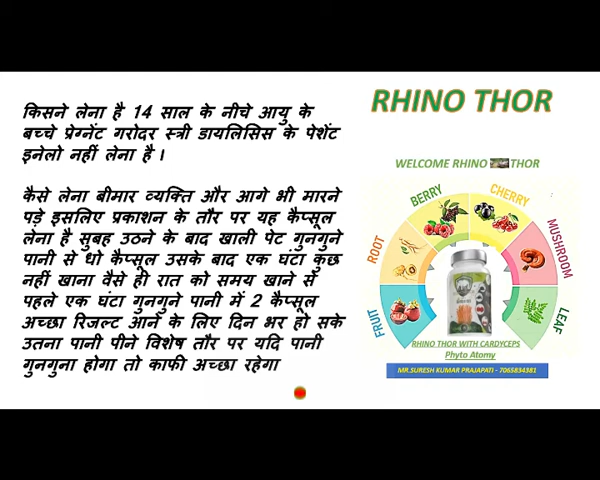 RHINO THOR
किसने लेना है 14 साल के नीचे आयु के
बच्चे प्रेग्नेंट गरोदर स्त्री डायलिसिस के पेशेंट
इनेलो नहीं लेना है ।
कैसे लेना बीमार व्यक्ति और आगे भी मारने
पड़े इसलिए प्रकाशन के तौर पर यह कैप्सूल
लेना है सुबह उठने के बाद खाली पेट गुनगुने
पानी से धो कैप्सूल उसके बाद एक घंटा कुछ
नहीं खाना वैसे ही रात को समय खाने से
पहले एक घंटा गुनगुने पानी में 2 कैप्सूल
अच्छा रिजल्ट आने के लिए दिन भर हो सके
उतना पानी पीने विशेष तौर पर यदि पानी
गुनगुना होगा तो काफी अच्छा रहेगा
WELCOME RHINO THOR
FRUIT
ROOT
BERRY
CHERRY
MUSHROOM
LEAF
RHINO THOR WITH CARDYCEPS
Phyto Atomy
MR.SURESH KUMAR PRAJAPATI - 7065834381